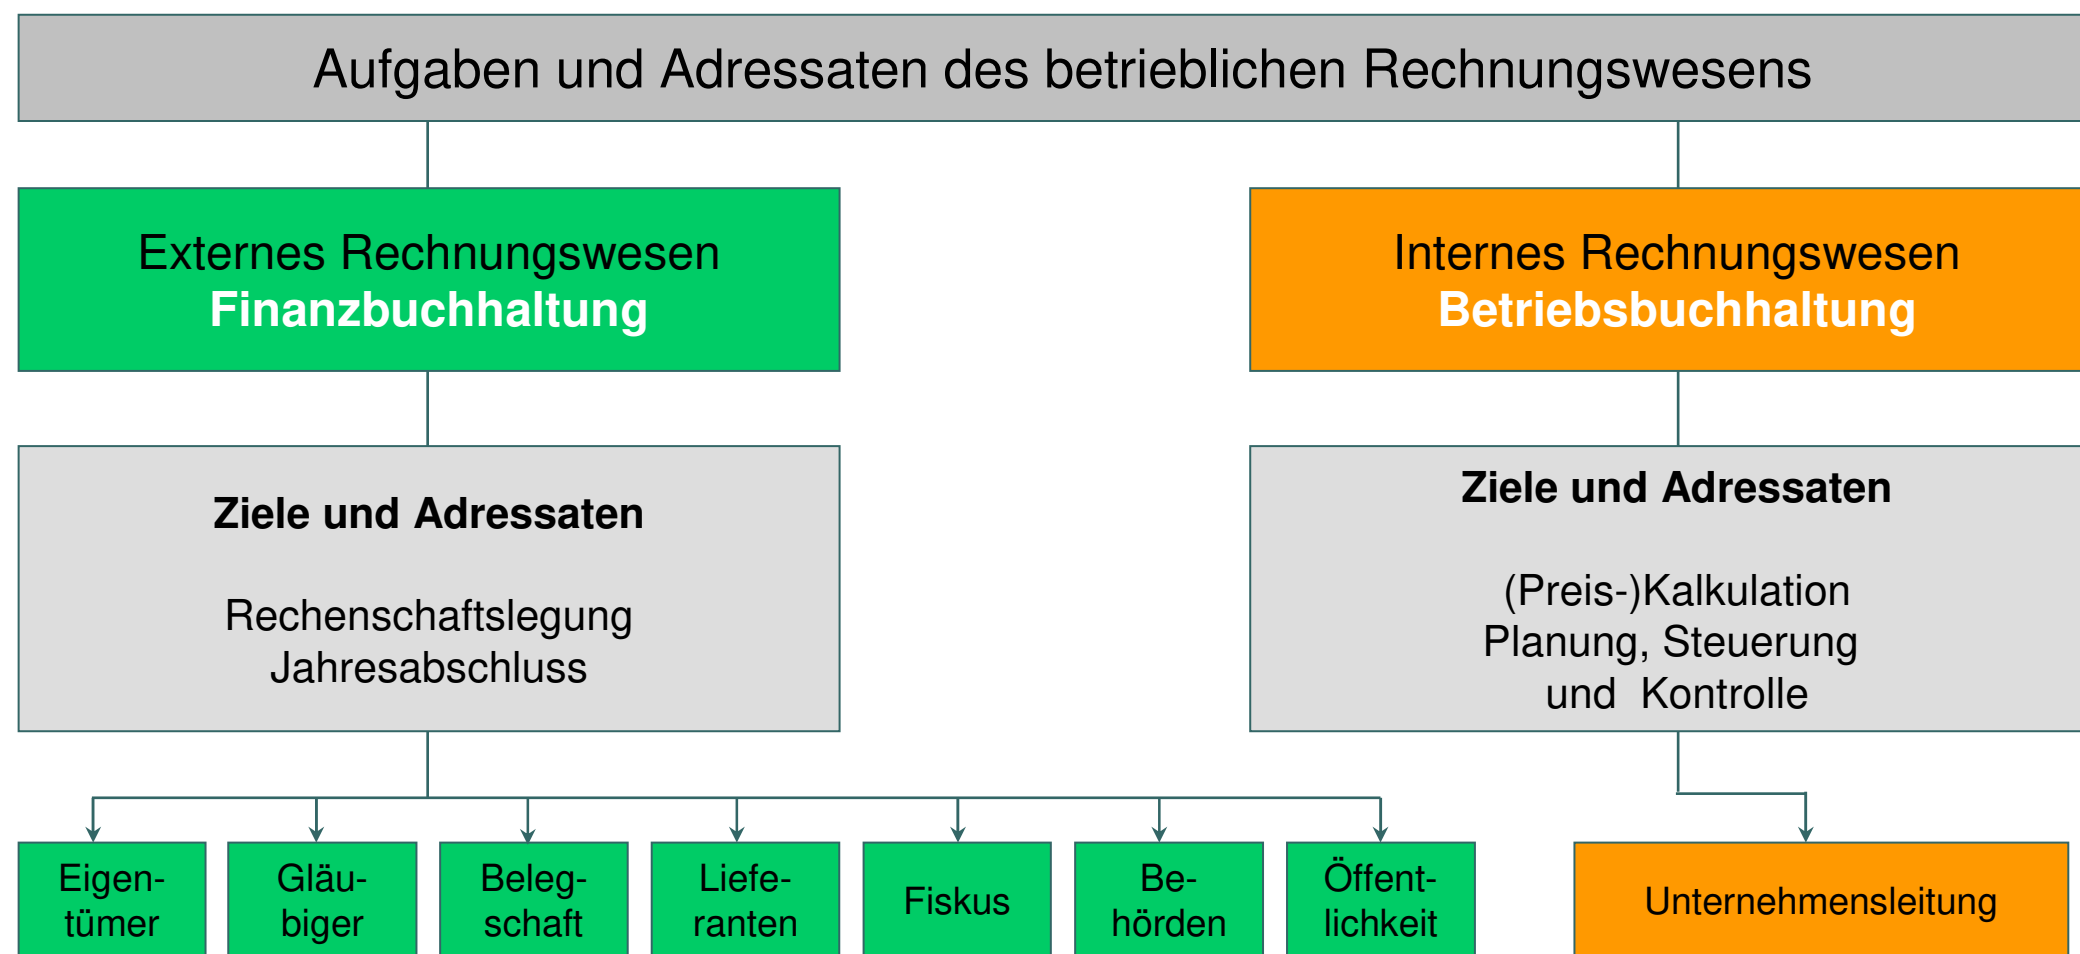 Aufgaben und Adressaten des betrieblichen Rechnungswesens
Externes Rechnungswesen
Finanzbuchhaltung
Internes Rechnungswesen
Betriebsbuchhaltung
Ziele und Adressaten
Rechenschaftslegung
Jahresabschluss
Ziele und Adressaten
(Preis-)Kalkulation
Planung, Steuerung
und Kontrolle
Eigen-
tümer
Gläu-
biger
Beleg-
schaft
Liefe-
ranten
Fiskus
Be-
hörden
Öffent-
lichkeit
Unternehmensleitung